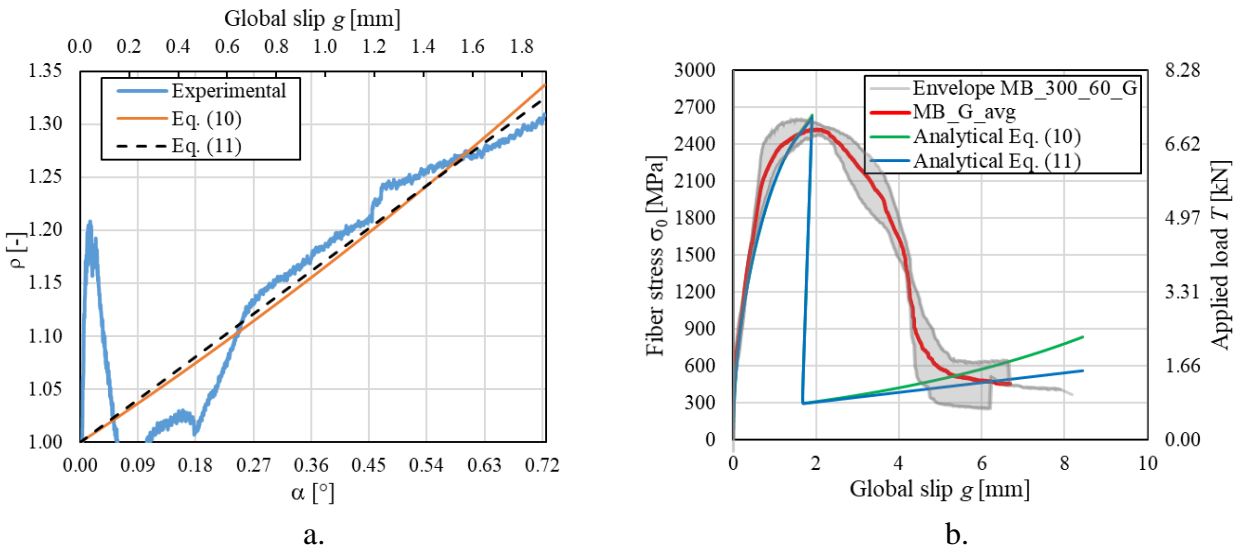 Global slip g [mm]
0.0 0.2 0.4 0.6 0.8 1.0 1.2 1.4 1.6 1.8
1.35
1.30
1.25
1.20
1.15
1.10
1.05
1.00
ρ [-]
Experimental
Eq. (10)
Eq. (11)
0.00 0.09 0.18 0.27 0.36 0.45 0.54 0.63 0.72
α [°]
a.
3000
2700
2400
2100
1800
1500
1200
900
600
300
0
Fiber stress σ0 [MPa]
Envelope MB_300_60_G
MB_G_avg
Analytical Eq. (10)
Analytical Eq. (11)
8.28
6.62
4.97
3.31
1.66
0.00
Applied load T [kN]
0 2 4 6 8 10
Global slip g [mm]
b.